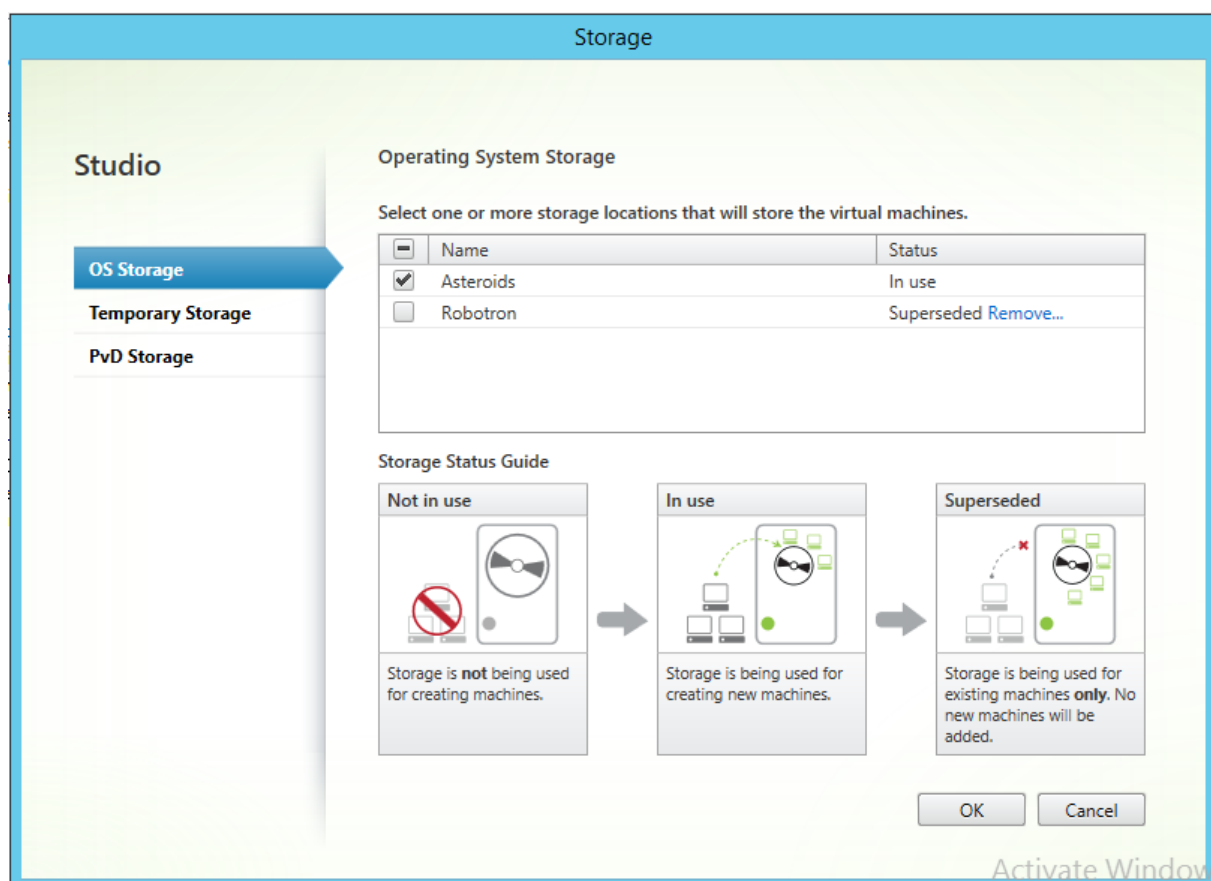 Storage
Studio
OS Storage
Temporary Storage
PvD Storage
Operating System Storage
Select one or more storage locations that will store the virtual machines.
Name Status
Asteroids In use
Robotron Superseded Remove...
Storage Status Guide
Not in use
Storage is not being used
for creating machines.
In use
Storage is being used for
creating new machines.
Superseded
Storage is being used for
existing machines only. No
new machines will be
added.
OK Cancel
Activate Window